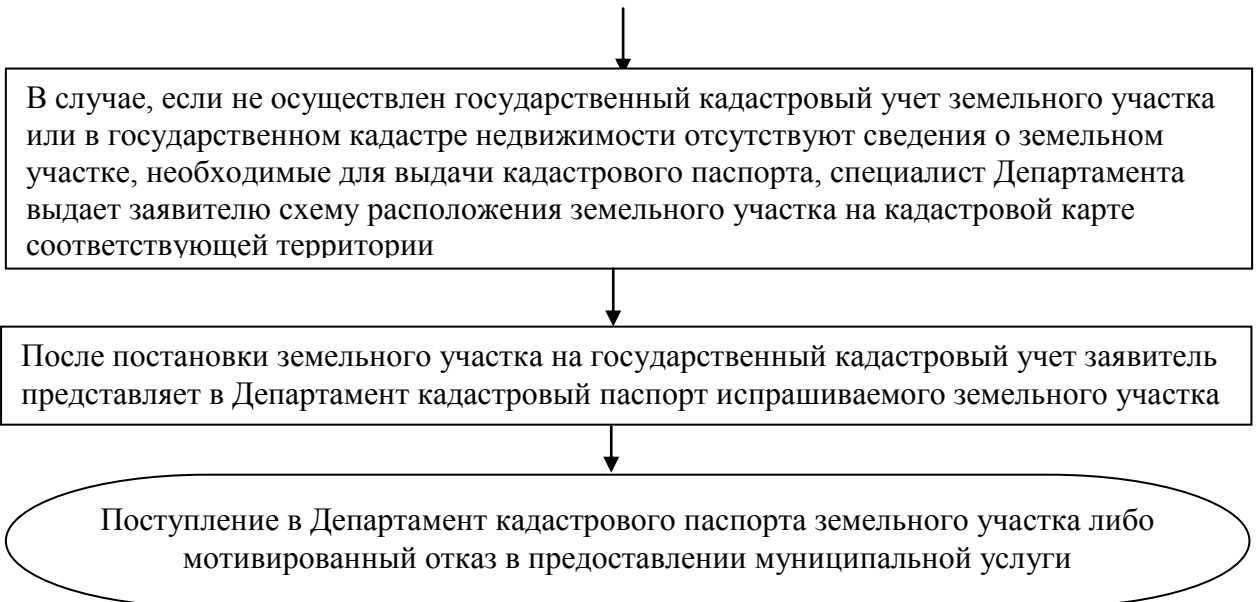 В случае, если не осуществлен государственный кадастровый учет земельного участка
или в государственном кадастре недвижимости отсутствуют сведения о земельном
участке, необходимые для выдачи кадастрового паспорта, специалист Департамента
выдает заявителю схему расположения земельного участка на кадастровой карте
соответствующей территории
После постановки земельного участка на государственный кадастровый учет заявитель
представляет в Департамент кадастровый паспорт испрашиваемого земельного участка
Поступление в Департамент кадастрового паспорта земельного участка либо
мотивированный отказ в предоставлении муниципальной услуги